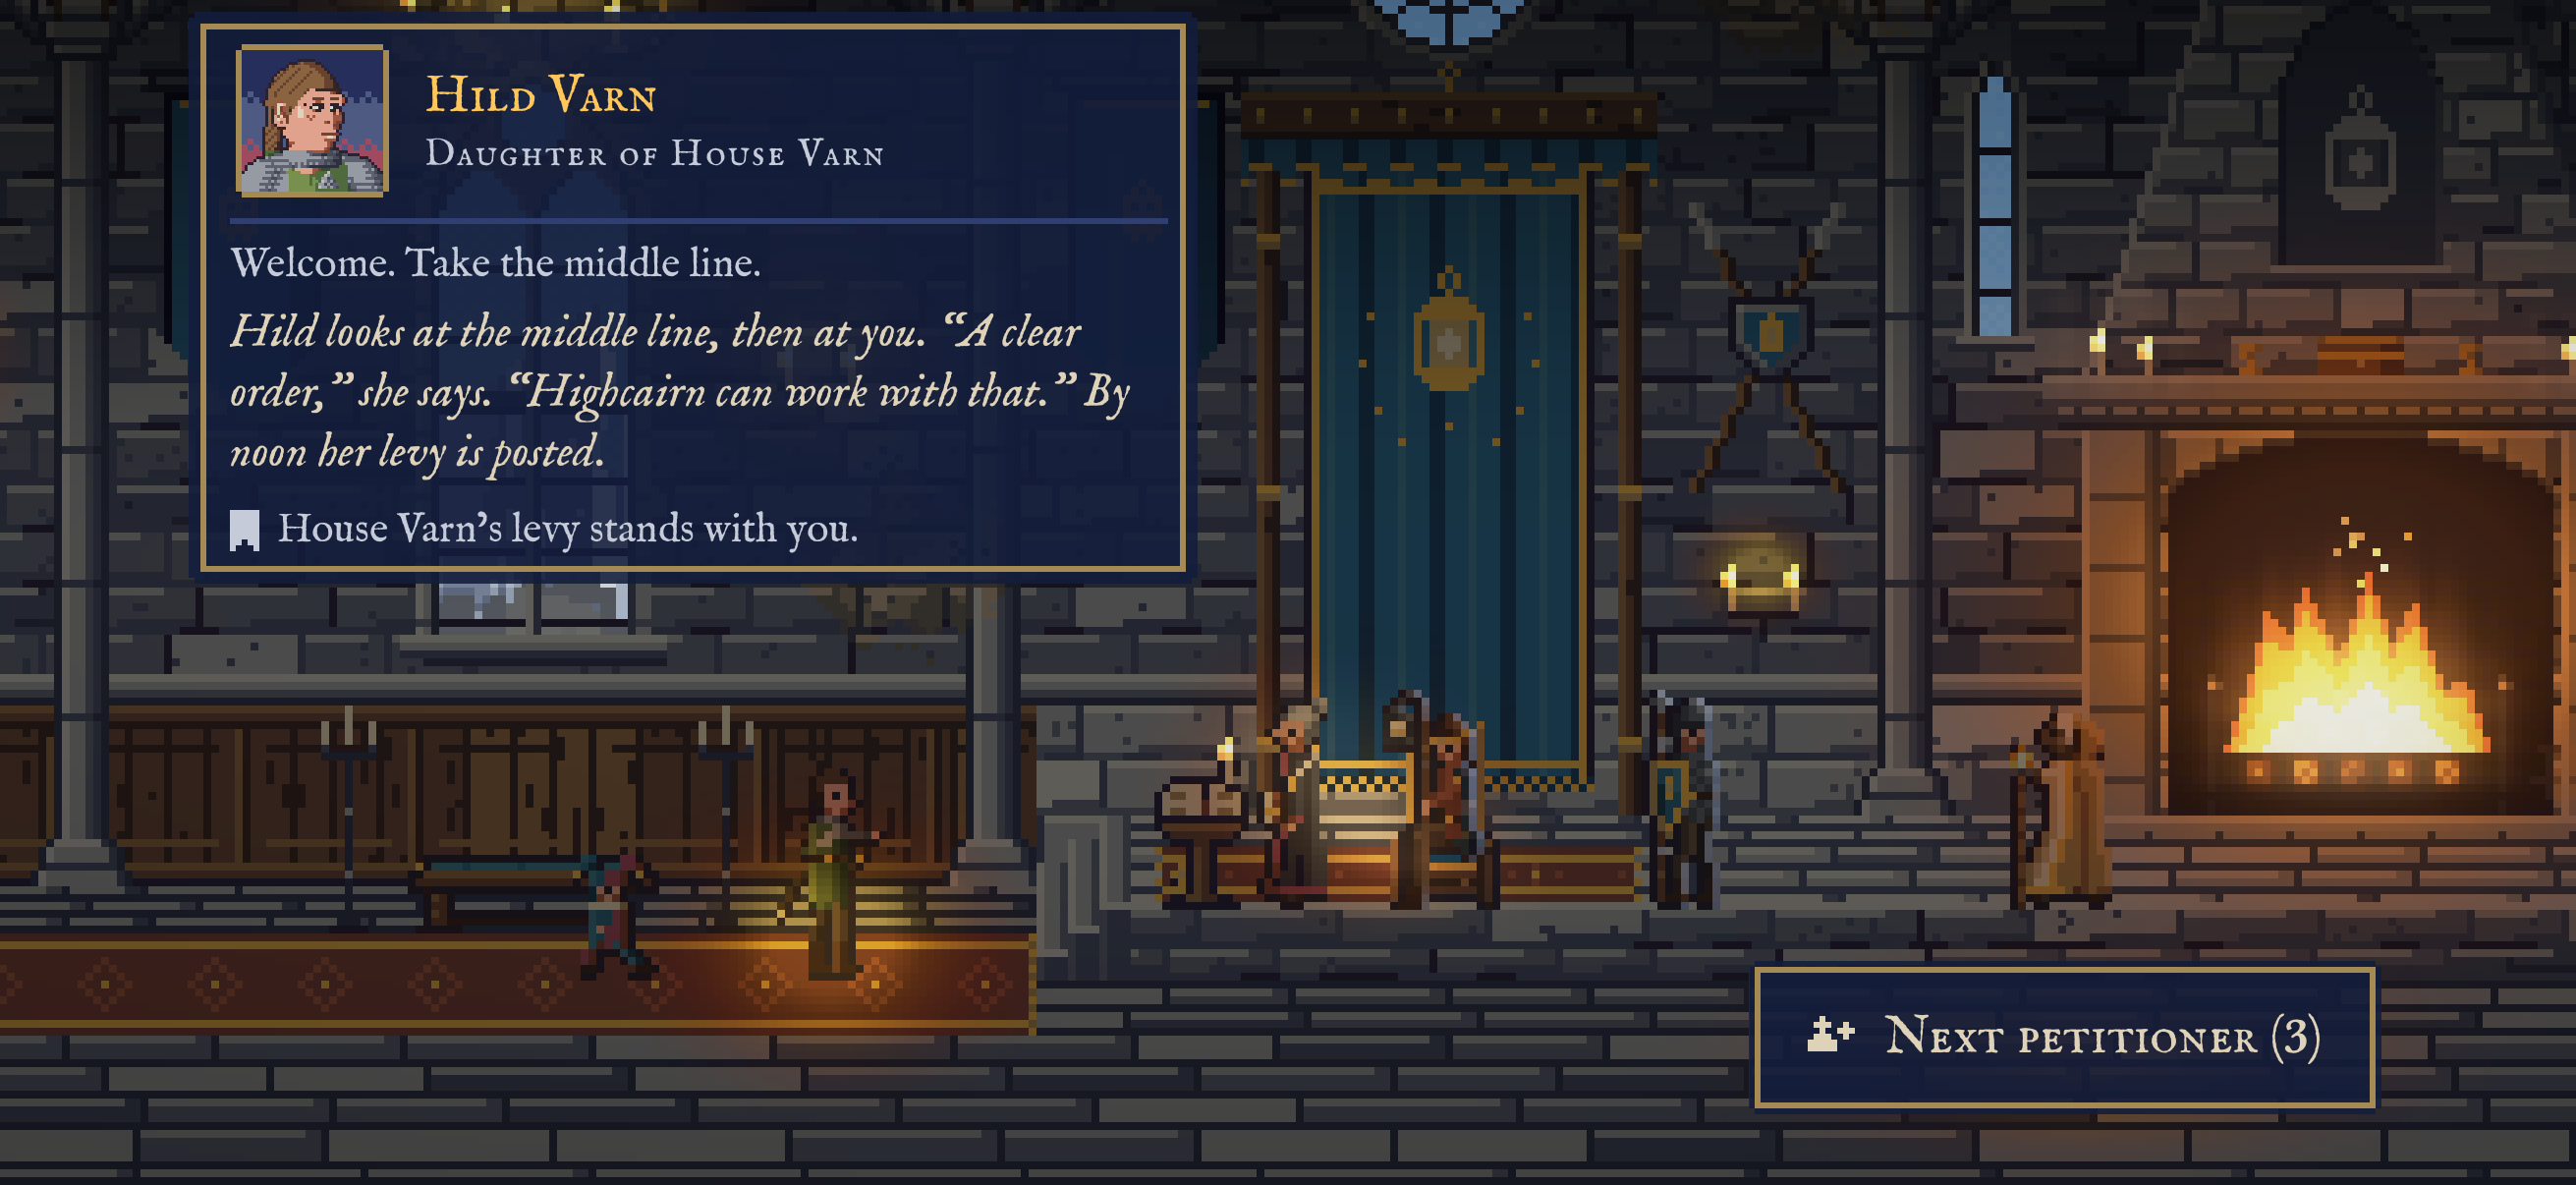 Hild Varn
Daughter of House Varn
Welcome. Take the middle line.
Hild looks at the middle line, then at you. “A clear
order,” she says. “Highcairn can work with that.” By
noon her levy is posted.
House Varn’s levy stands with you.
Next petitioner (3)